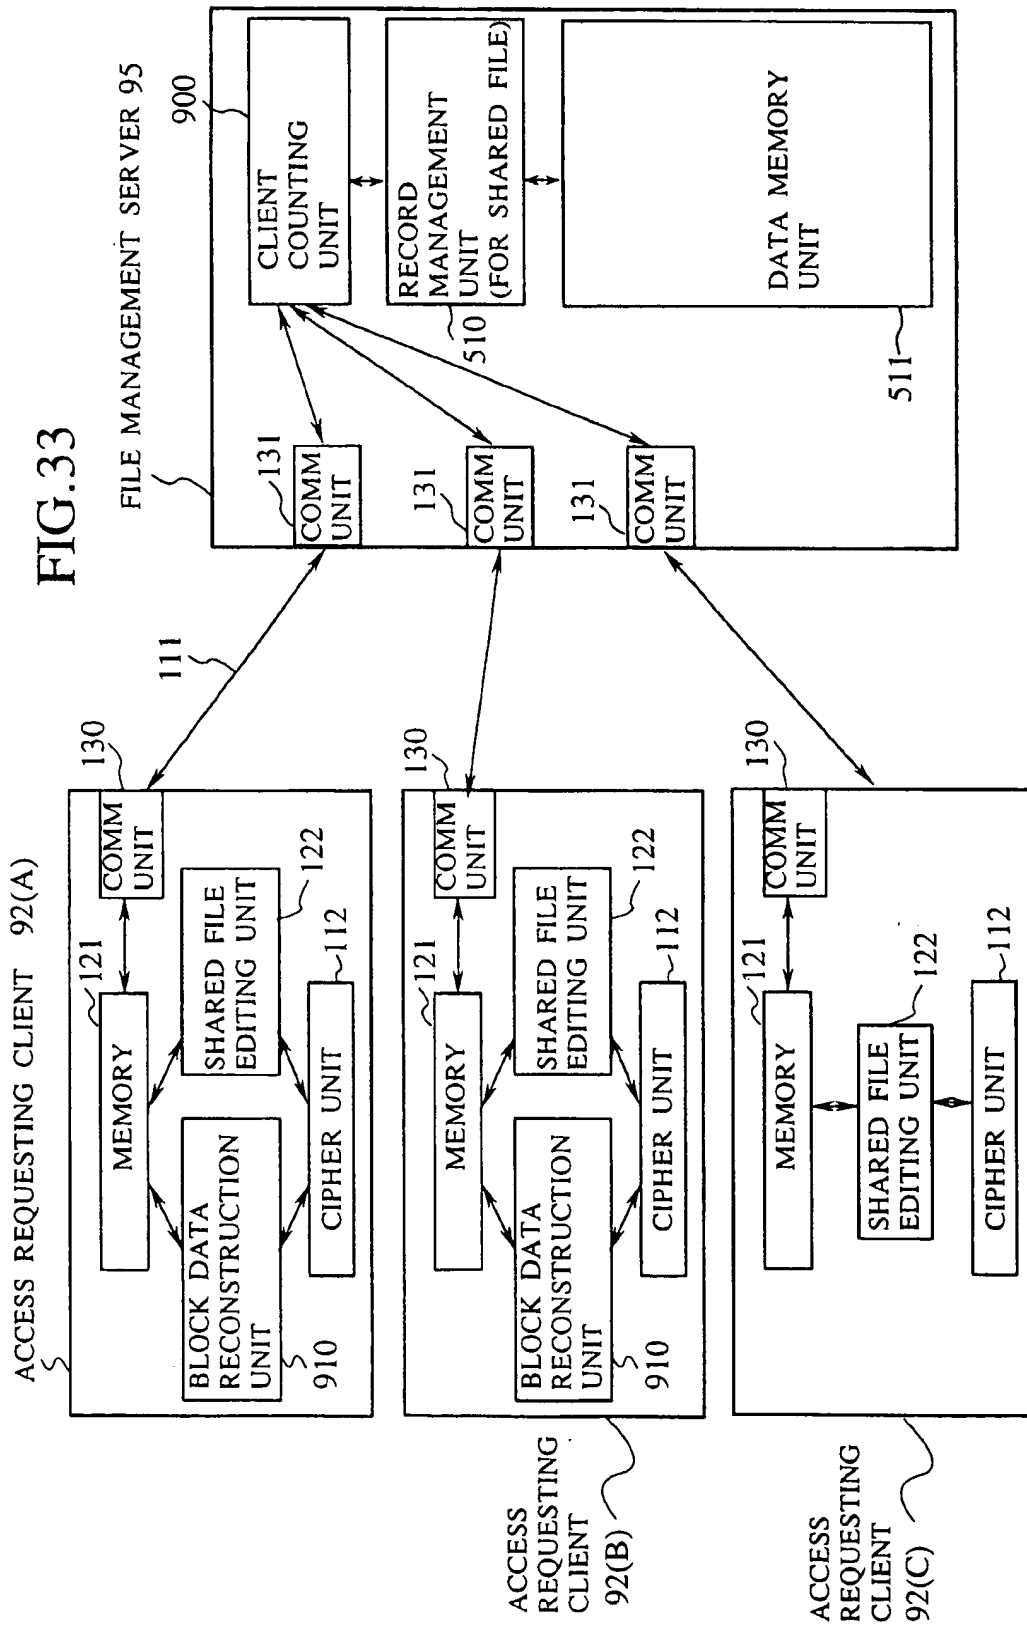 FIG.33
ACCESS REQUESTING CLIENT 92(A)
121
MEMORY
COMM
UNIT
130
BLOCK DATA
RECONSTRUCTION
UNIT
910
SHARED FILE
EDITING UNIT
122
CIPHER UNIT
112
111
ACCESS
REQUESTING
CLIENT
92(B)
121
MEMORY
COMM
UNIT
130
BLOCK DATA
RECONSTRUCTION
UNIT
910
SHARED FILE
EDITING UNIT
122
CIPHER UNIT
112
ACCESS
REQUESTING
CLIENT
92(C)
121
MEMORY
COMM
UNIT
130
SHARED FILE
EDITING UNIT
122
CIPHER UNIT
112
FILE MANAGEMENT SERVER 95
131
COMM
UNIT
131
COMM
UNIT
131
COMM
UNIT
CLIENT
COUNTING
UNIT
900
RECORD
MANAGEMENT
UNIT
(FOR SHARED FILE)
510
DATA MEMORY
UNIT
511